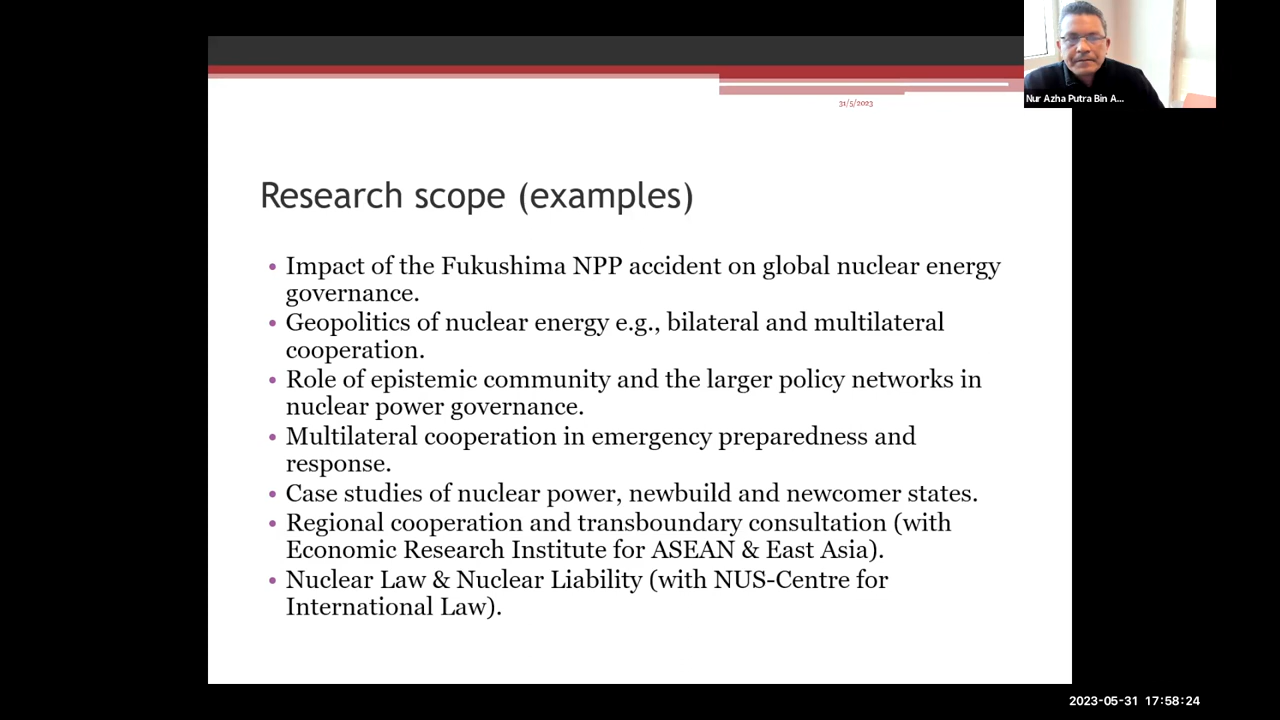 Nur Azha Putra Bin A...
31/5/2023
Research scope (examples)
• Impact of the Fukushima NPP accident on global nuclear energy
governance.
• Geopolitics of nuclear energy e.g., bilateral and multilateral
cooperation.
• Role of epistemic community and the larger policy networks in
nuclear power governance.
• Multilateral cooperation in emergency preparedness and
response.
• Case studies of nuclear power, newbuild and newcomer states.
• Regional cooperation and transboundary consultation (with
Economic Research Institute for ASEAN & East Asia).
• Nuclear Law & Nuclear Liability (with NUS-Centre for
International Law).
2023-05-31 17:58:24